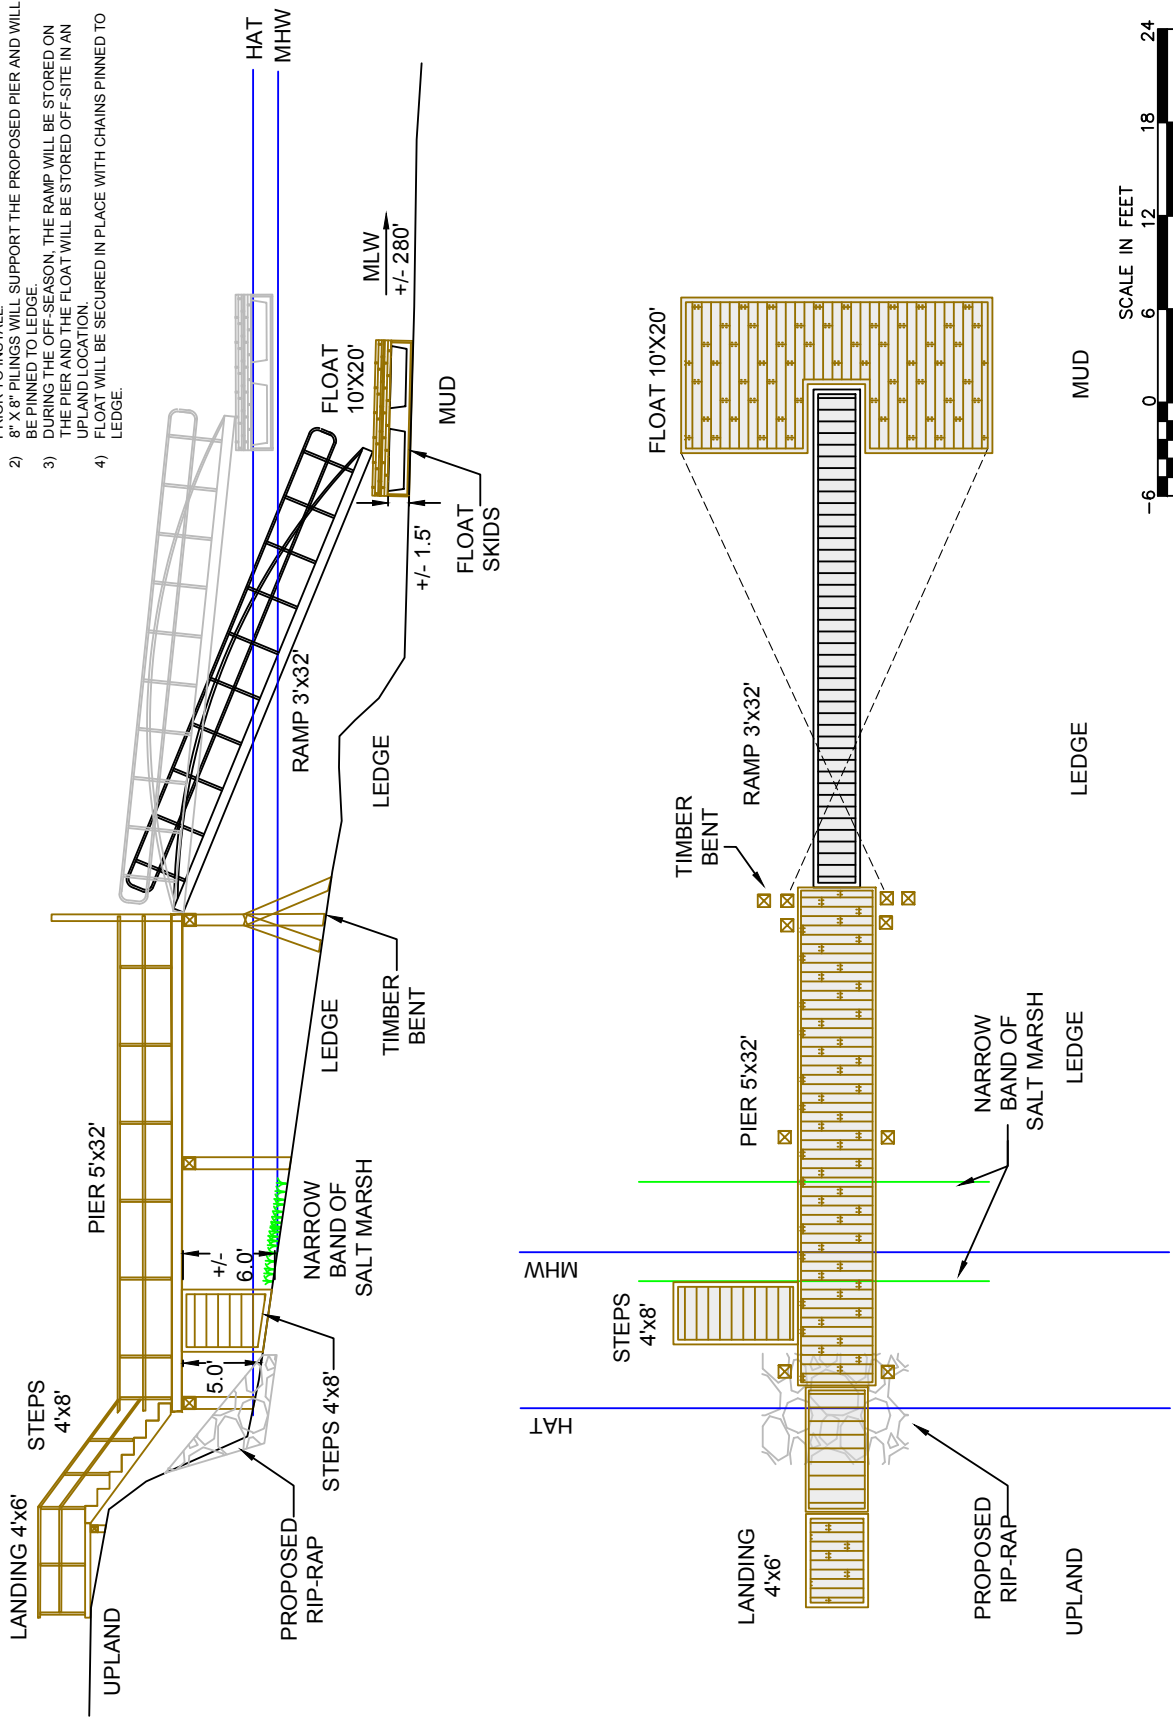 PRIOR TO INSTALL.
2) 8" X 8" PILINGS WILL SUPPORT THE PROPOSED PIER AND WILL
BE PINNED TO LEDGE.
3) DURING THE OFF-SEASON, THE RAMP WILL BE STORED ON
THE PIER AND THE FLOAT WILL BE STORED OFF-SITE IN AN
UPLAND LOCATION.
4) FLOAT WILL BE SECURED IN PLACE WITH CHAINS PINNED TO
LEDGE.
HAT
MHW
LANDING 4'x6'
STEPS
4'x8'
PIER 5'x32'
UPLAND
5.0'
+/-
6.0'
PROPOSED
RIP-RAP
STEPS 4'x8'
NARROW
BAND OF
SALT MARSH
LEDGE
TIMBER
BENT
RAMP 3'x32'
LEDGE
FLOAT
10'X20'
+/- 1.5'
FLOAT
SKIDS
MUD
MLW
+/- 280'
LANDING
4'x6'
HAT
STEPS
4'x8'
MHW
PIER 5'x32'
TIMBER
BENT
RAMP 3'x32'
FLOAT 10'X20'
PROPOSED
RIP-RAP
NARROW
BAND OF
SALT MARSH
UPLAND
LEDGE
LEDGE
MUD
SCALE IN FEET
-6 0 6 12 18 24